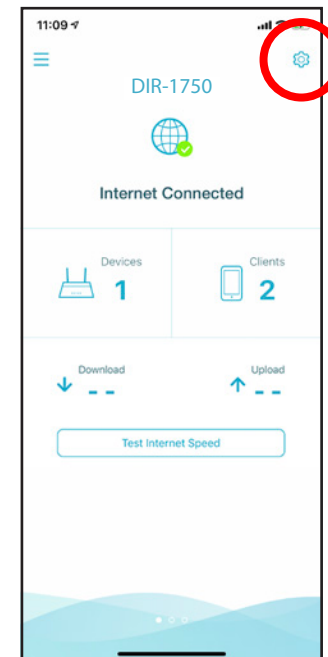 11:09
DIR-1750
Internet Connected
Devices
1
Clients
2
Download
--
Upload
--
Test Internet Speed